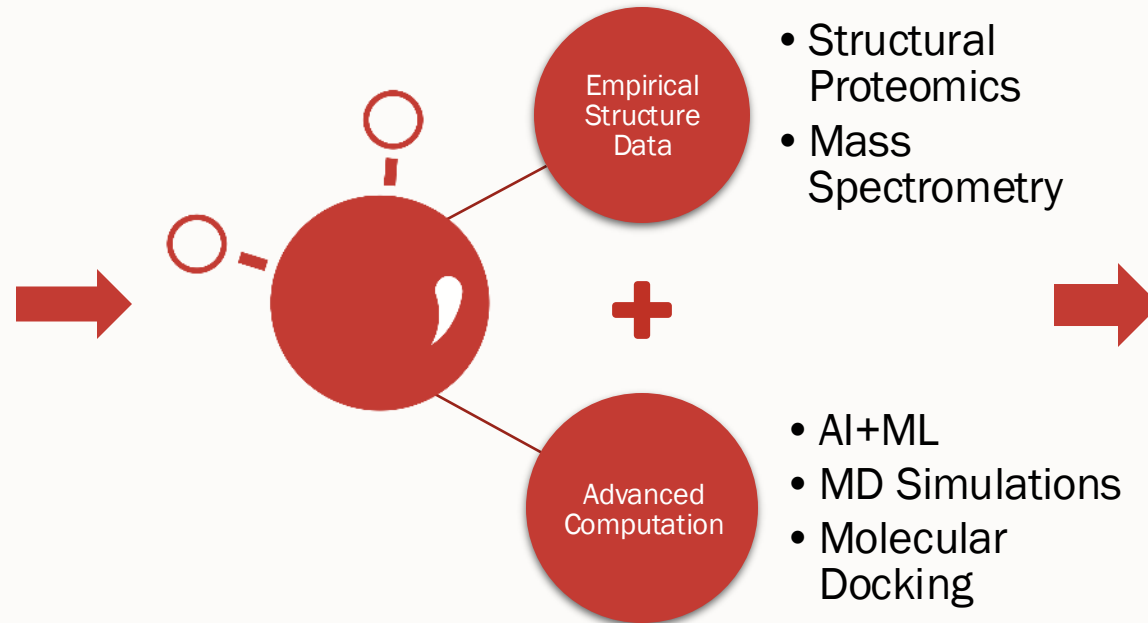 Empirical
Structure
Data
• Structural
Proteomics
• Mass
Spectrometry
Advanced
Computation
• AI+ML
• MD Simulations
• Molecular
Docking